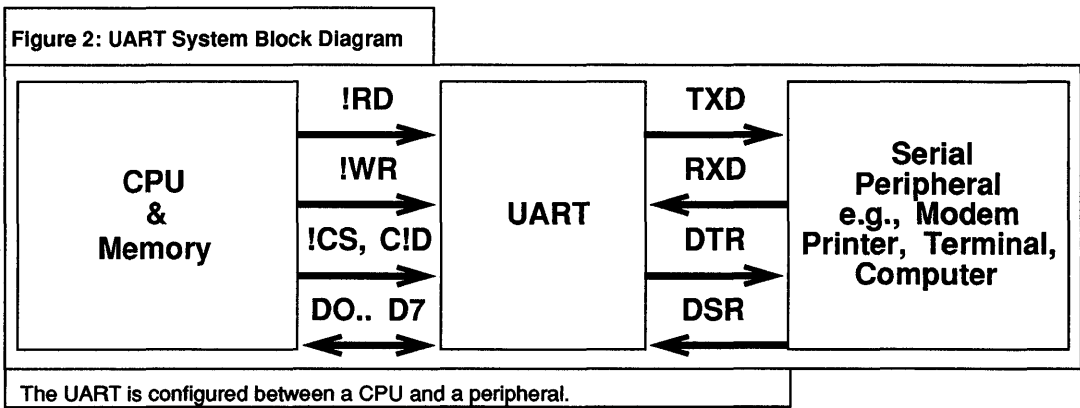 Figure 2: UART System Block Diagram
CPU
&
Memory
!RD
!WR
!CS, C!D
DO.. D7
UART
TXD
RXD
DTR
DSR
Serial
Peripheral
e.g., Modem
Printer, Terminal,
Computer
The UART is configured between a CPU and a peripheral.